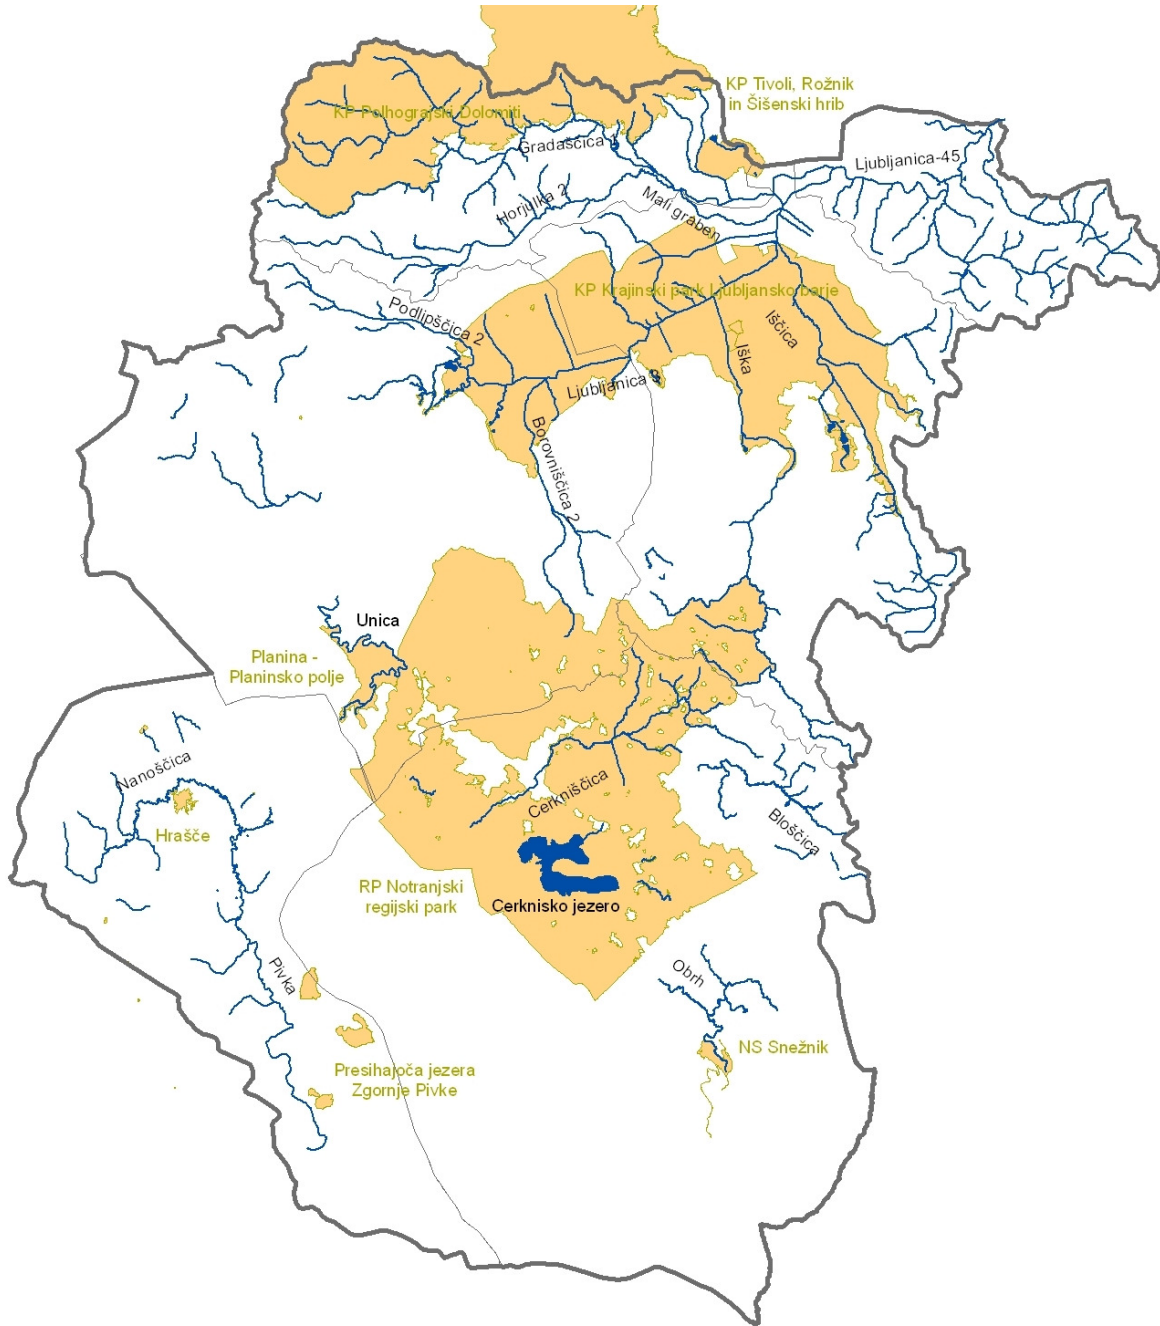 KP Tivoli, Rožnik
in Šišenski hrib
KP Polhograjski Dolomiti
Gradaščica 1
Ljubljanica-45
Horjulka 2
Mali graben
KP Krajinski park Ljubljansko barje
Podlipščica 2
Iščica
Iška
Ljubljanica 9
Borovniščica 2
Unica
Planina -
Planinsko polje
Nanoščica
Hrašče
Cerkniščica
Bloščica
RP Notranjski
regijski park
Cerknisko jezero
Pivka
Obrh
NS Snežnik
Presihajoča jezera
Zgornje Pivke